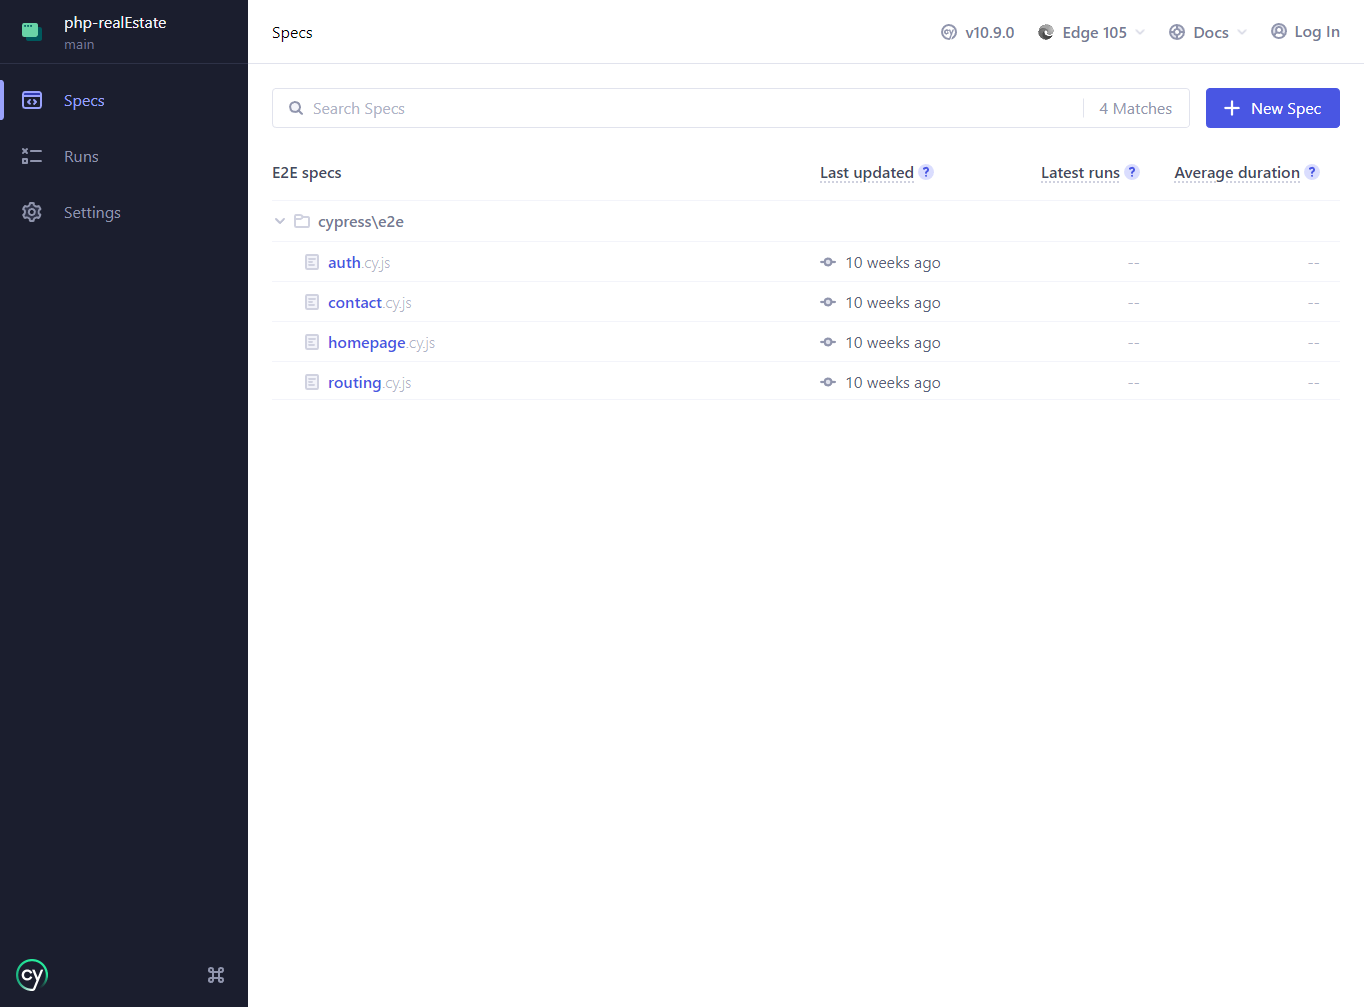 php-realEstate
main
Specs
Runs
Settings
cy
Specs
v10.9.0
Edge 105
Docs
Log In
Search Specs
4 Matches
New Spec
E2E specs
Last updated ?
Latest runs ?
Average duration ?
cypress\e2e
auth.cy.js 10 weeks ago -- --
contact.cy.js 10 weeks ago -- --
homepage.cy.js 10 weeks ago -- --
routing.cy.js 10 weeks ago -- --